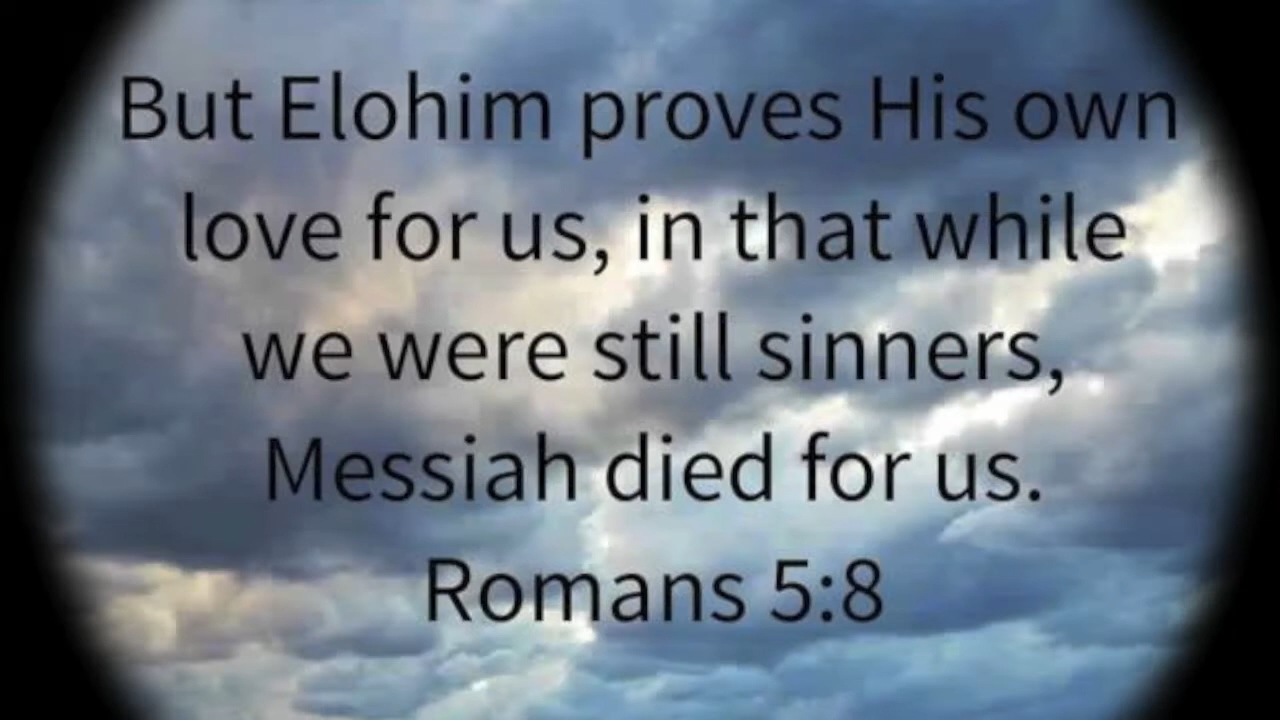 But Elohim proves His own
love for us, in that while
we were still sinners,
Messiah died for us.
Romans 5:8